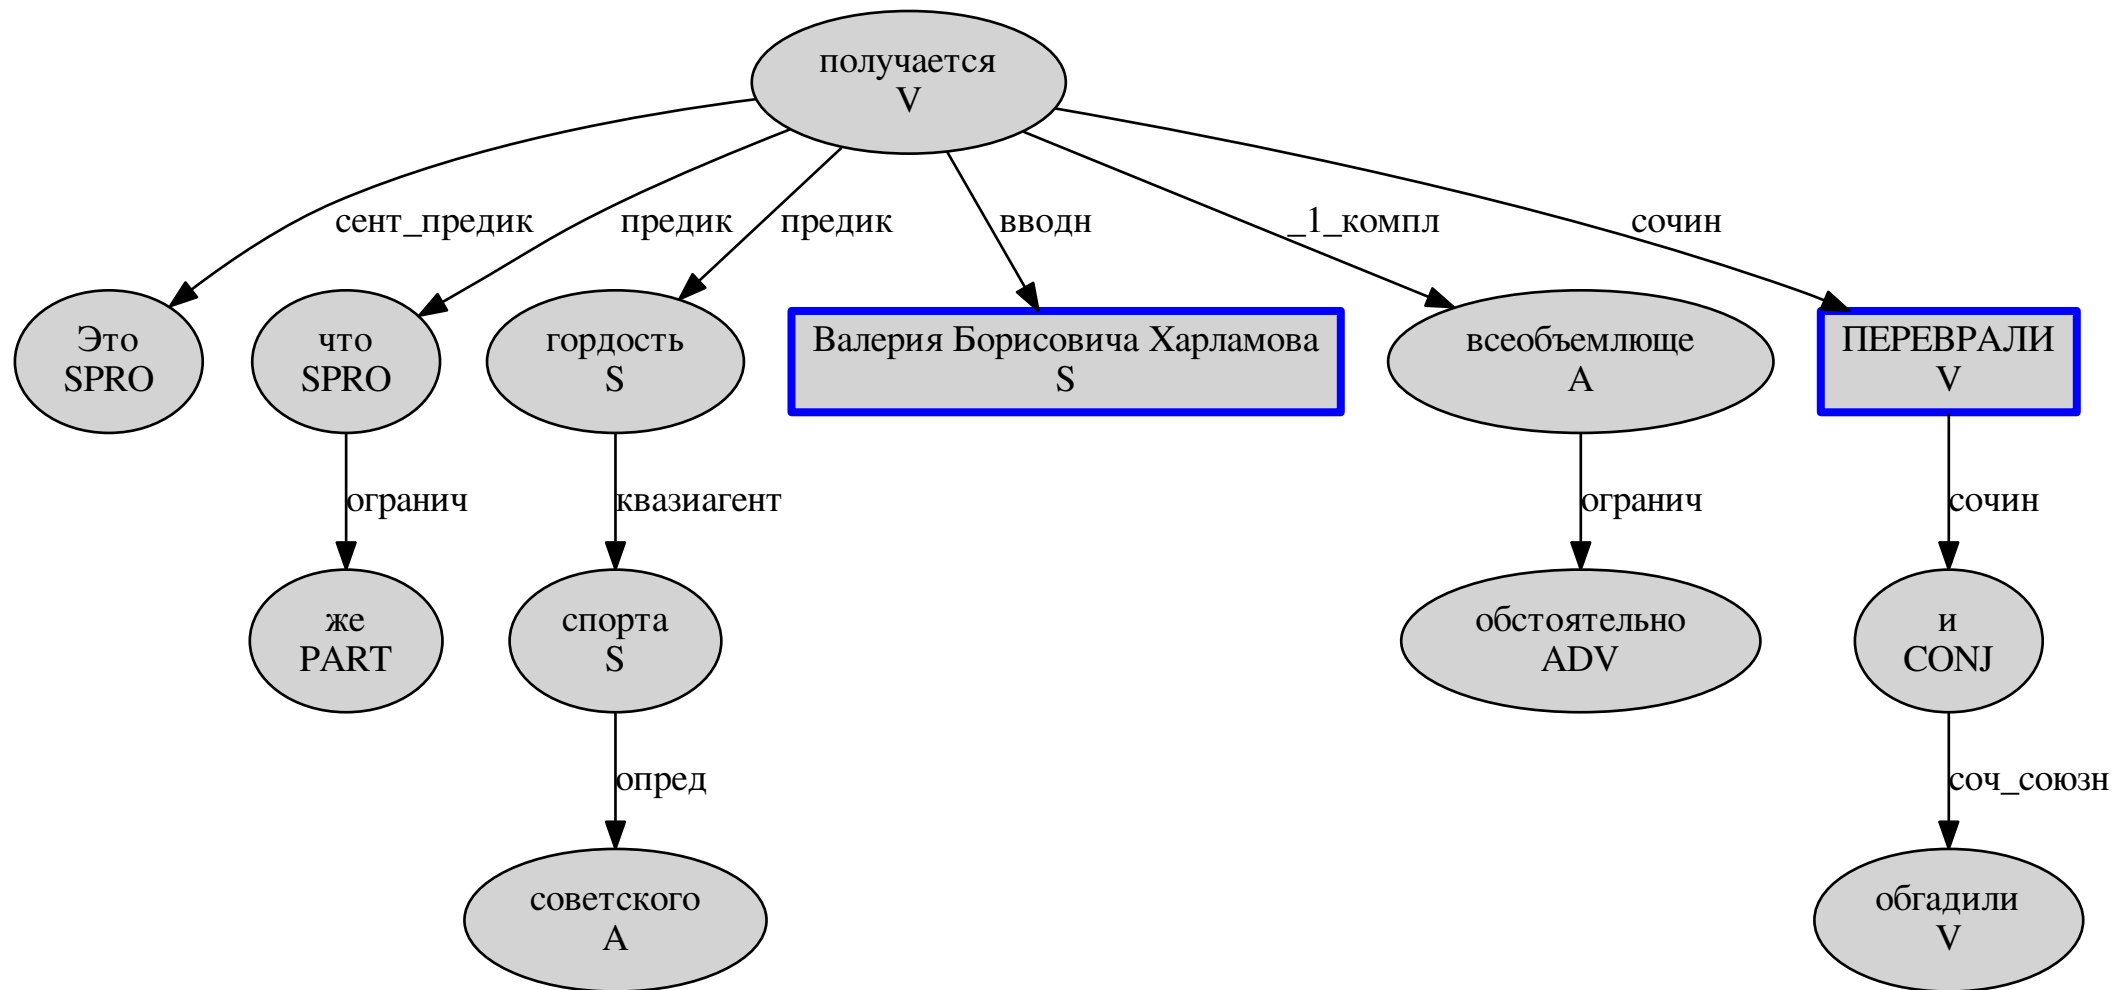 получается
V
сент_предик
предик
предик
вводн
_1_компл
сочин
Это
SPRO
что
SPRO
гордость
S
Валерия Борисовича Харламова
S
всеобъемлюще
A
ПЕРЕВРАЛИ
V
огранич
квазиагент
огранич
сочин
же
PART
спорта
S
обстоятельно
ADV
и
CONJ
опред
соч_союзн
советского
A
обгадили
V